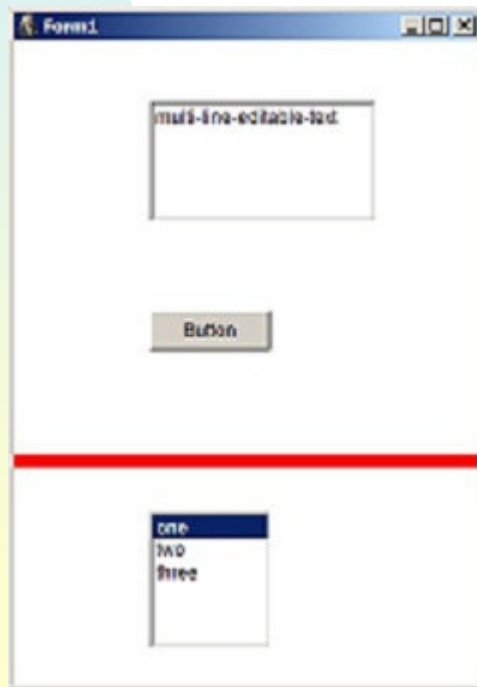 Form1
multi-line-editable-text
Button
one
two
three